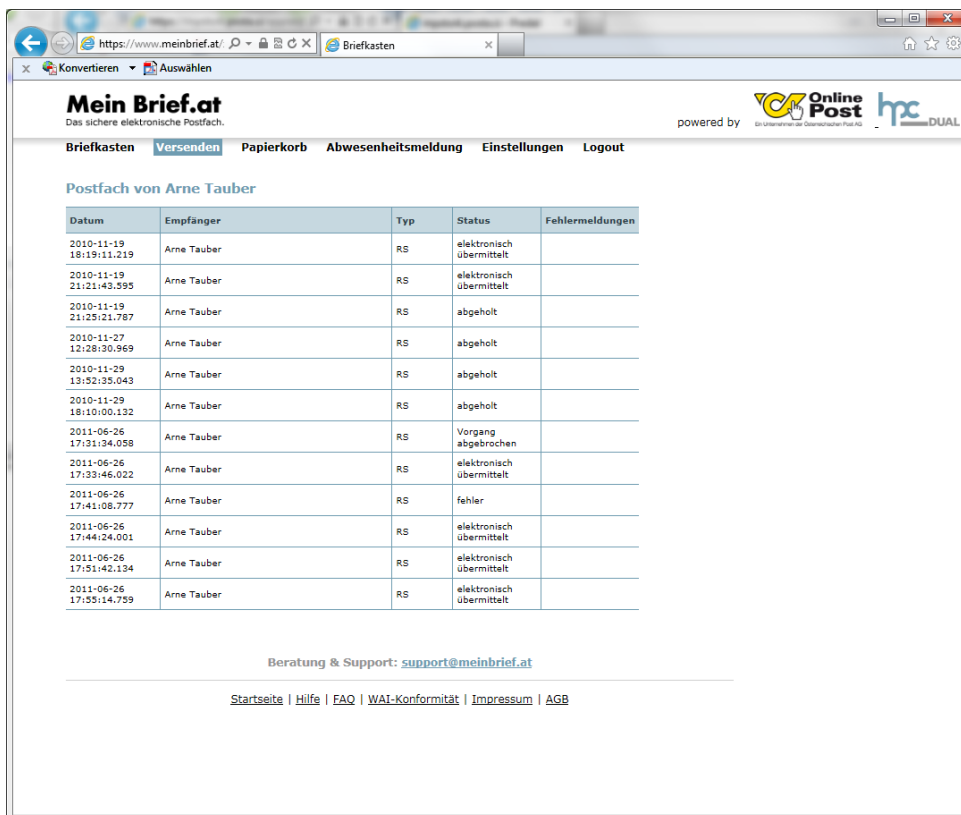 https://www.meinbrief.at/
Briefkasten
x Konvertieren Auswählen
Mein Brief.at
Das sichere elektronische Postfach.
powered by
Online Post
Ein Unternehmen der Österreichischen Post AG
hpc DUAL
Briefkasten Versenden Papierkorb Abwesenheitsmeldung Einstellungen Logout
Postfach von Arne Tauber
Datum Empfänger Typ Status Fehlermeldungen
2010-11-19 18:19:11.219 Arne Tauber RS elektronisch übermittelt
2010-11-19 21:21:43.595 Arne Tauber RS elektronisch übermittelt
2010-11-19 21:25:21.787 Arne Tauber RS abgeholt
2010-11-27 12:28:30.969 Arne Tauber RS abgeholt
2010-11-29 13:52:35.043 Arne Tauber RS abgeholt
2010-11-29 18:10:00.132 Arne Tauber RS abgeholt
2011-06-26 17:31:34.058 Arne Tauber RS Vorgang abgebrochen
2011-06-26 17:33:46.022 Arne Tauber RS elektronisch übermittelt
2011-06-26 17:41:08.777 Arne Tauber RS fehler
2011-06-26 17:44:24.001 Arne Tauber RS elektronisch übermittelt
2011-06-26 17:51:42.134 Arne Tauber RS elektronisch übermittelt
2011-06-26 17:55:14.759 Arne Tauber RS elektronisch übermittelt
Beratung & Support: support@meinbrief.at
Startseite | Hilfe | FAQ | WAI-Konformität | Impressum | AGB